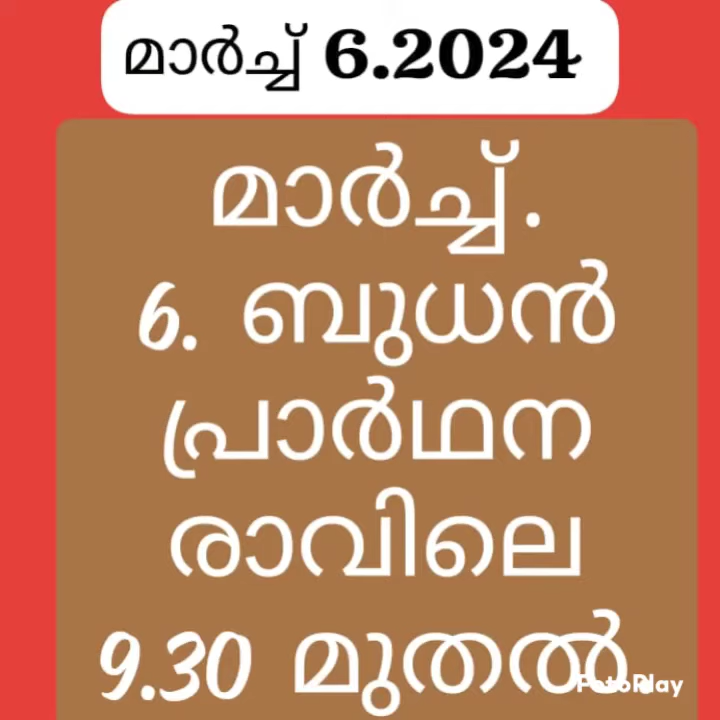 മാർച്ച് 6.2024
മാർച്ച്.
6. ബുധൻ
പ്രാർഥന
രാവിലെ
9.30 മുതൽ
FotoPlay